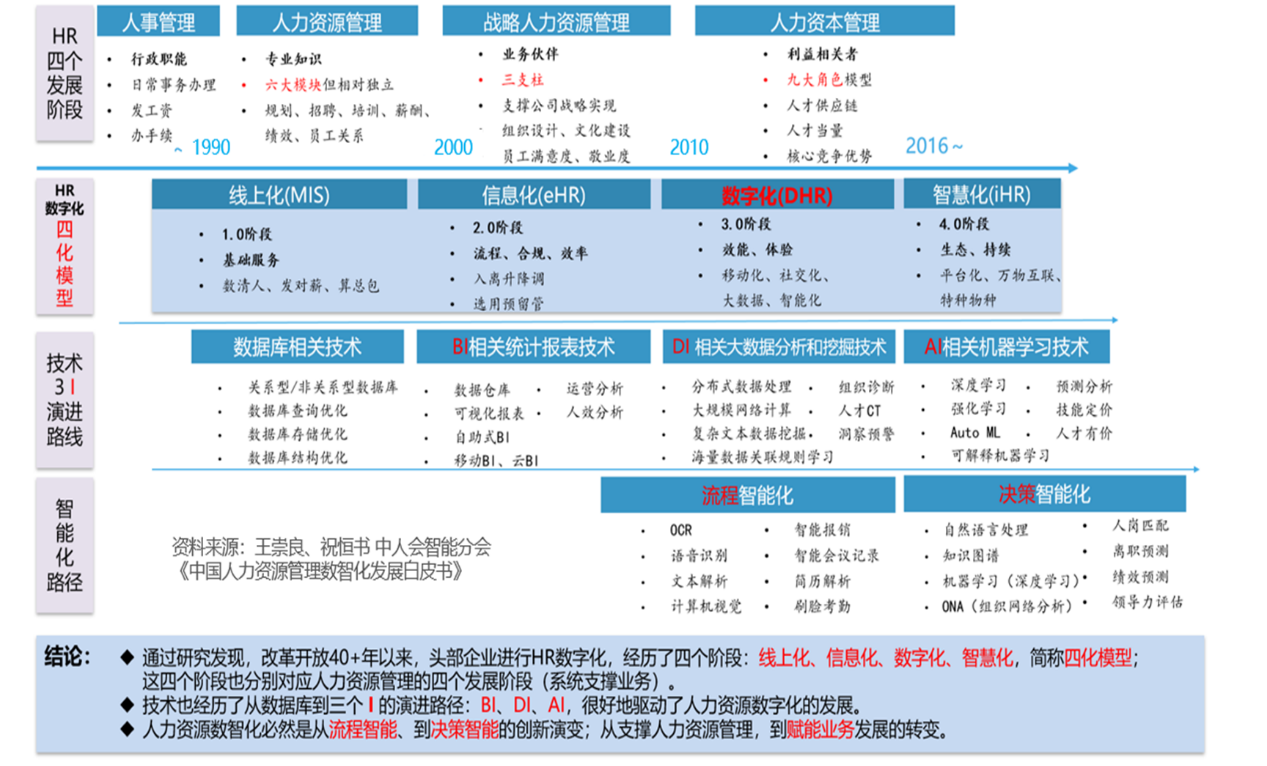 HR
四个
发展
阶段
人事管理
• 行政职能
• 日常事务办理
• 发工资
• 办手续
人力资源管理
• 专业知识
• 六大模块但相对独立
• 规划、招聘、培训、薪酬、
绩效、员工关系
战略人力资源管理
• 业务伙伴
• 三支柱
• 支撑公司战略实现
组织设计、文化建设
员工满意度、敬业度
人力资本管理
• 利益相关者
• 九大角色模型
• 人才供应链
• 人才当量
• 核心竞争优势
~ 1990
2000
2010
2016~
HR
数字化
四
化
模
型
线上化(MIS)
• 1.0阶段
• 基础服务
• 数清人、发对薪、算总包
信息化(eHR)
• 2.0阶段
• 流程、合规、效率
• 入离升降调
• 选用预留管
数字化(DHR)
• 3.0阶段
• 效能、体验
• 移动化、社交化、
大数据、智能化
智慧化(iHR)
• 4.0阶段
• 生态、持续
• 平台化、万物互联、
特种物种
技术
3 I
演进
路线
数据库相关技术
• 关系型/非关系型数据库
• 数据库查询优化
• 数据库存储优化
• 数据库结构优化
BI相关统计报表技术
• 数据仓库
• 可视化报表
• 自助式BI
• 移动BI、云BI
• 运营分析
• 人效分析
DI 相关大数据分析和挖掘技术
• 分布式数据处理
• 大规模网络计算
• 复杂文本数据挖掘
• 海量数据关联规则学习
• 组织诊断
• 人才CT
• 洞察预警
AI相关机器学习技术
• 深度学习
• 强化学习
• Auto ML
• 可解释机器学习
• 预测分析
• 技能定价
• 人才有价
智
能
化
路径
资料来源：王崇良、祝恒书 中人会智能分会
《中国人力资源管理数智化发展白皮书》
流程智能化
• OCR
• 语音识别
• 文本解析
• 计算机视觉
• 智能报销
• 智能会议记录
• 简历解析
• 刷脸考勤
决策智能化
• 自然语言处理
• 知识图谱
• 机器学习（深度学习）
• ONA（组织网络分析）
• 人岗匹配
• 离职预测
• 绩效预测
• 领导力评估
结论：
◆ 通过研究发现，改革开放40+年以来，头部企业进行HR数字化，经历了四个阶段：线上化、信息化、数字化、智慧化，简称四化模型；
这四个阶段也分别对应人力资源管理的四个发展阶段（系统支撑业务）。
◆ 技术也经历了从数据库到三个 I 的演进路径：BI、DI、AI，很好地驱动了人力资源数字化的发展。
◆ 人力资源数智化必然是从流程智能、到决策智能的创新演变；从支撑人力资源管理，到赋能业务发展的转变。